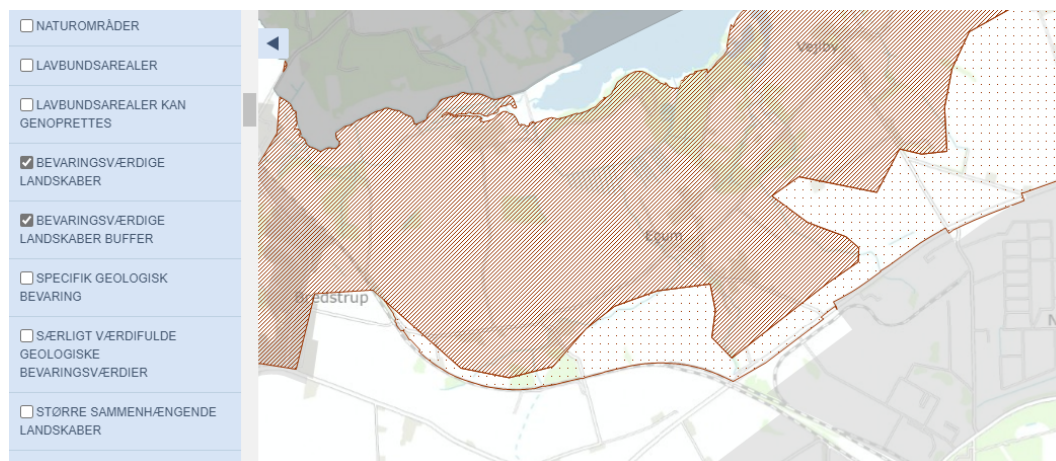 NATUROMRÅDER
LAVBUNDSAREALER
LAVBUNDSAREALER KAN
GENOPRETTES
BEVARINGSVÆRDIGE
LANDSKABER
BEVARINGSVÆRDIGE
LANDSKABER BUFFER
SPECIFIK GEOLOGISK
BEVARING
SÆRLIGT VÆRDIFULDE
GEOLOGISKE
BEVARINGSVÆRDIER
STØRRE SAMMENHÆNGENDE
LANDSKABER
Vejlby
Egum
Bredstrup
N